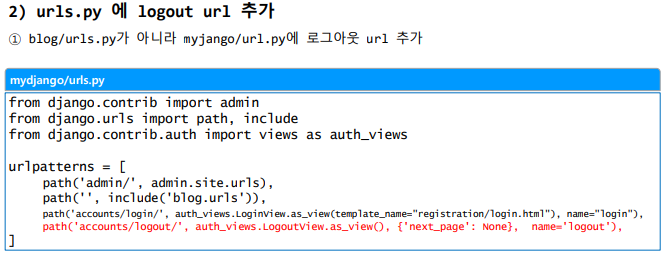 2) urls.py 에 logout url 추가
① blog/urls.py가 아니라 myjango/url.py에 로그아웃 url 추가
mydjango/urls.py
from django.contrib import admin
from django.urls import path, include
from django.contrib.auth import views as auth_views
urlpatterns = [
path('admin/', admin.site.urls),
path('', include('blog.urls')),
path('accounts/login/', auth_views.LoginView.as_view(template_name="registration/login.html"), name="login"),
path('accounts/logout/', auth_views.LogoutView.as_view(), {'next_page': None}, name='logout'),
]